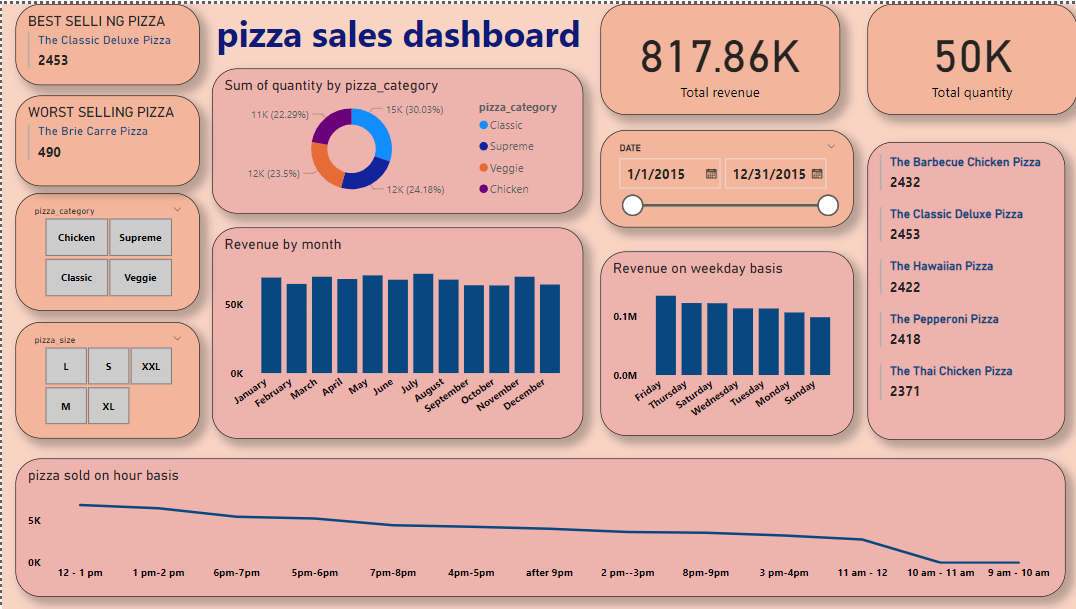 BEST SELLI NG PIZZA
The Classic Deluxe Pizza
2453
WORST SELLING PIZZA
The Brie Carre Pizza
490
pizza_category
Chicken
Supreme
Classic
Veggie
pizza_size
L
S
XXL
M
XL
pizza sales dashboard
Sum of quantity by pizza_category
11K (22.29%)
15K (30.03%)
12K (23.5%)
12K (24.18%)
pizza_category
Classic
Supreme
Veggie
Chicken
Revenue by month
50K
0K
January
February
March
April
May
June
July
August
September
October
November
December
817.86K
Total revenue
50K
Total quantity
DATE
1/1/2015
12/31/2015
Revenue on weekday basis
0.1M
0.0M
Friday
Thursday
Saturday
Wednesday
Tuesday
Monday
Sunday
The Barbecue Chicken Pizza
2432
The Classic Deluxe Pizza
2453
The Hawaiian Pizza
2422
The Pepperoni Pizza
2418
The Thai Chicken Pizza
2371
pizza sold on hour basis
5K
0K
12 - 1 pm
1 pm-2 pm
6pm-7pm
5pm-6pm
7pm-8pm
4pm-5pm
after 9pm
2 pm--3pm
8pm-9pm
3 pm-4pm
11 am - 12
10 am - 11 am
9 am - 10 am